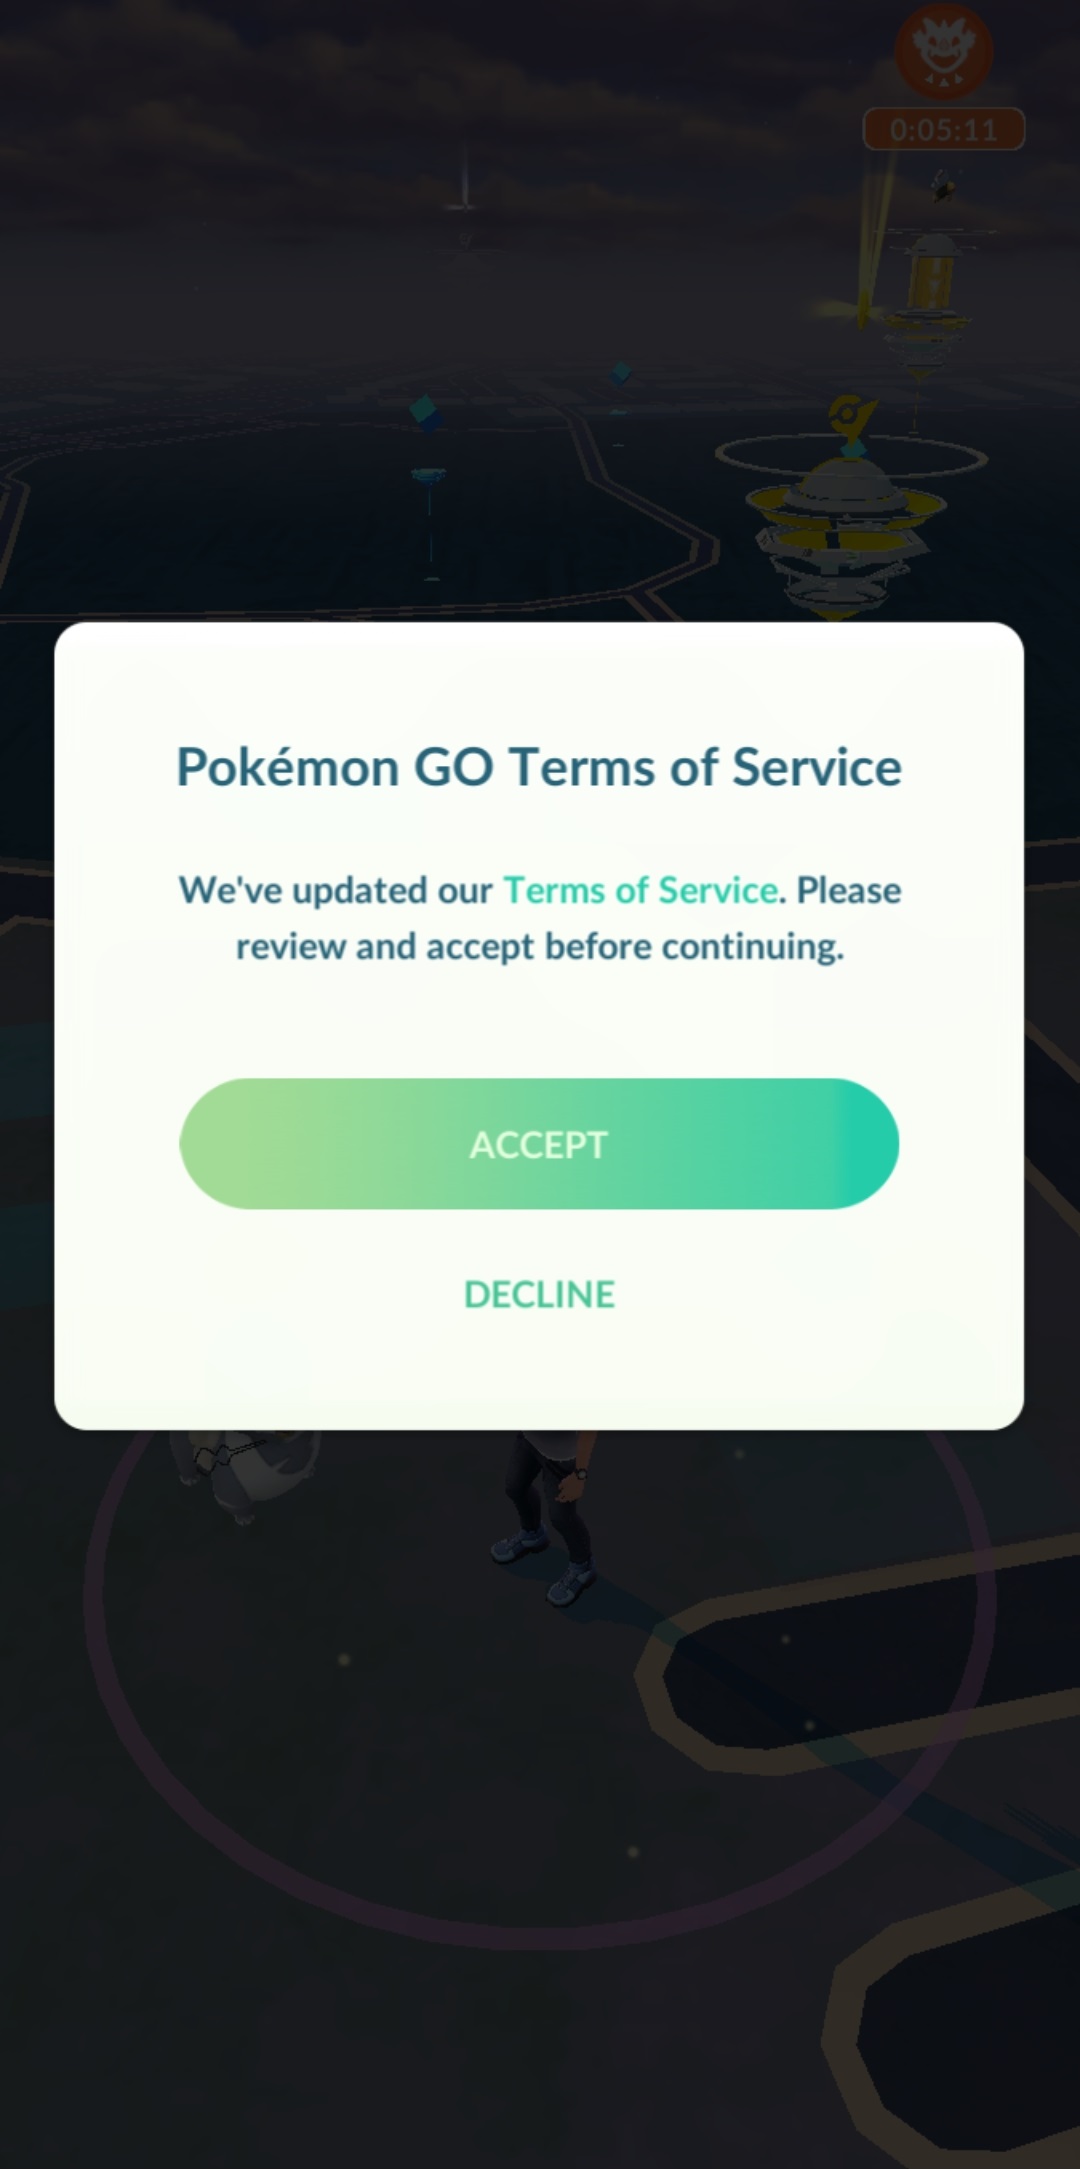 0:05:11
Pokémon GO Terms of Service
We've updated our Terms of Service. Please
review and accept before continuing.
ACCEPT
DECLINE